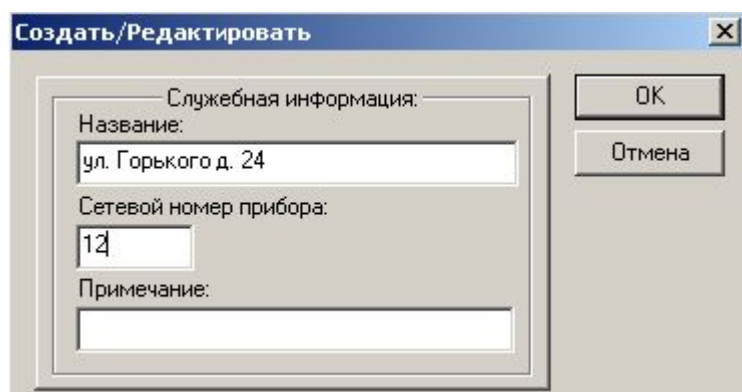 Создать/Редактировать
Служебная информация:
OK
Название:
ул. Горького д. 24
Отмена
Сетевой номер прибора:
12
Примечание: